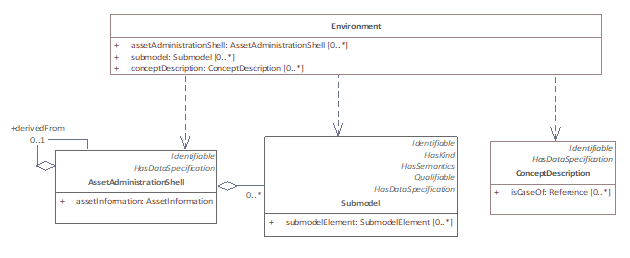 Environment
+ assetAdministrationShell: AssetAdministrationShell [0..*]
+ submodel: Submodel [0..*]
+ conceptDescription: ConceptDescription [0..*]
+derivedFrom
0..1
Identifiable
HasDataSpecification
AssetAdministrationShell
+ assetInformation: AssetInformation
0..*
Identifiable
HasKind
HasSemantics
Qualifiable
HasDataSpecification
Submodel
+ submodelElement: SubmodelElement [0..*]
Identifiable
HasDataSpecification
ConceptDescription
+ isCaseOf: Reference [0..*]